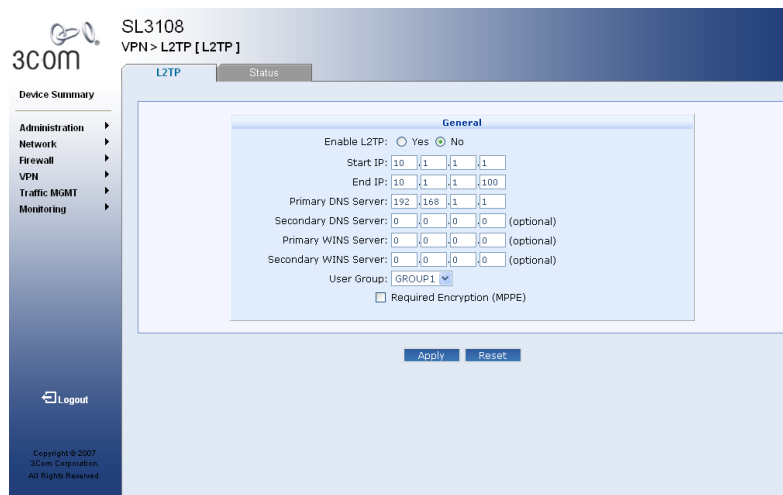 3COM
SL3108
VPN > L2TP [ L2TP ]
L2TP
Status
Device Summary
Administration
Network
Firewall
VPN
Traffic MGMT
Monitoring
General
Enable L2TP: Yes No
Start IP: 10 .1 .1 .1
End IP: 10 .1 .1 .100
Primary DNS Server: 192 .168 .1 .1
Secondary DNS Server: 0 .0 .0 .0 (optional)
Primary WINS Server: 0 .0 .0 .0 (optional)
Secondary WINS Server: 0 .0 .0 .0 (optional)
User Group: GROUP1
Required Encryption (MPPE)
Apply
Reset
Logout
Copyright © 2007
3Com Corporation.
All Rights Reserved.